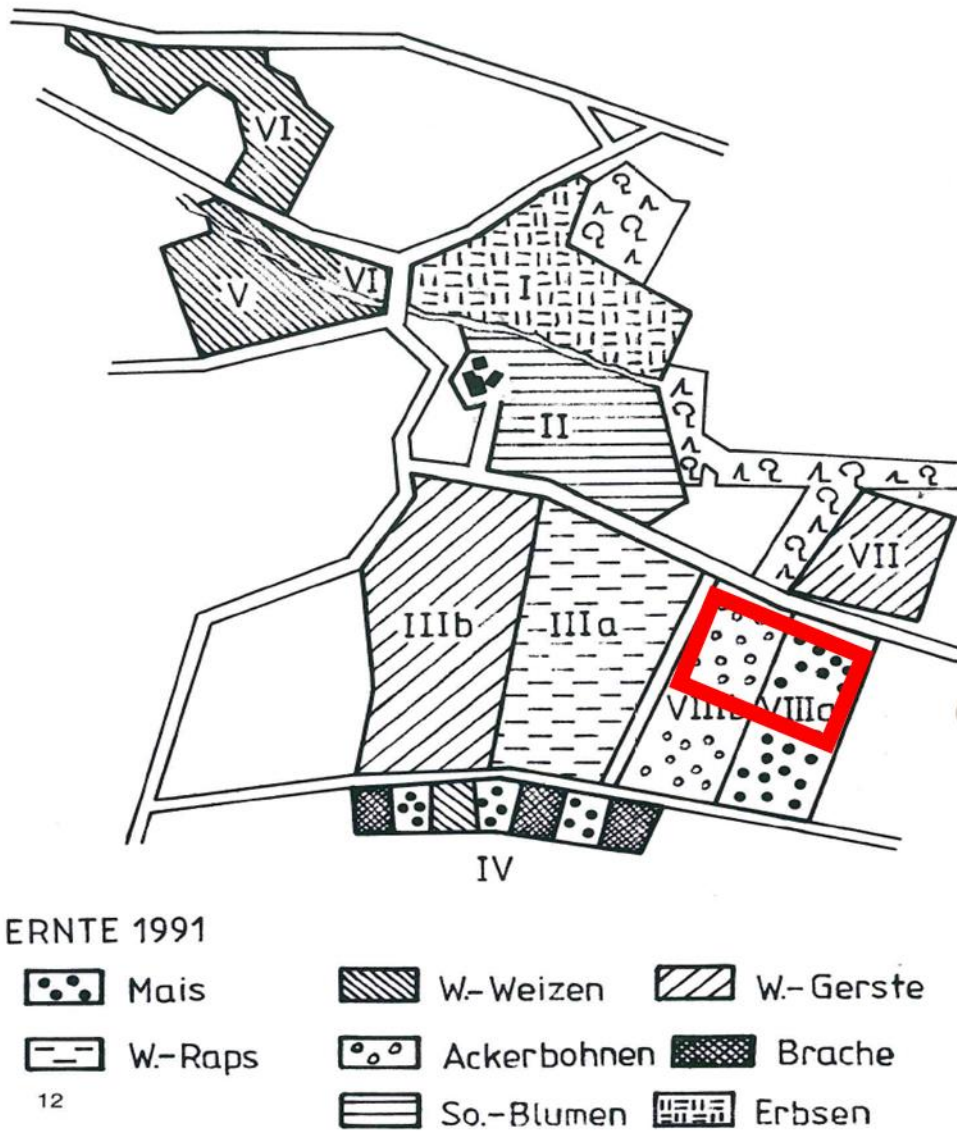 VI
V
VI
I
II
VII
IIIb
IIIa
VIIIb
VIIIa
IV
ERNTE 1991
Mais
W.-Weizen
W.-Gerste
W.-Raps
Ackerbohnen
Brache
12
So.-Blumen
Erbsen